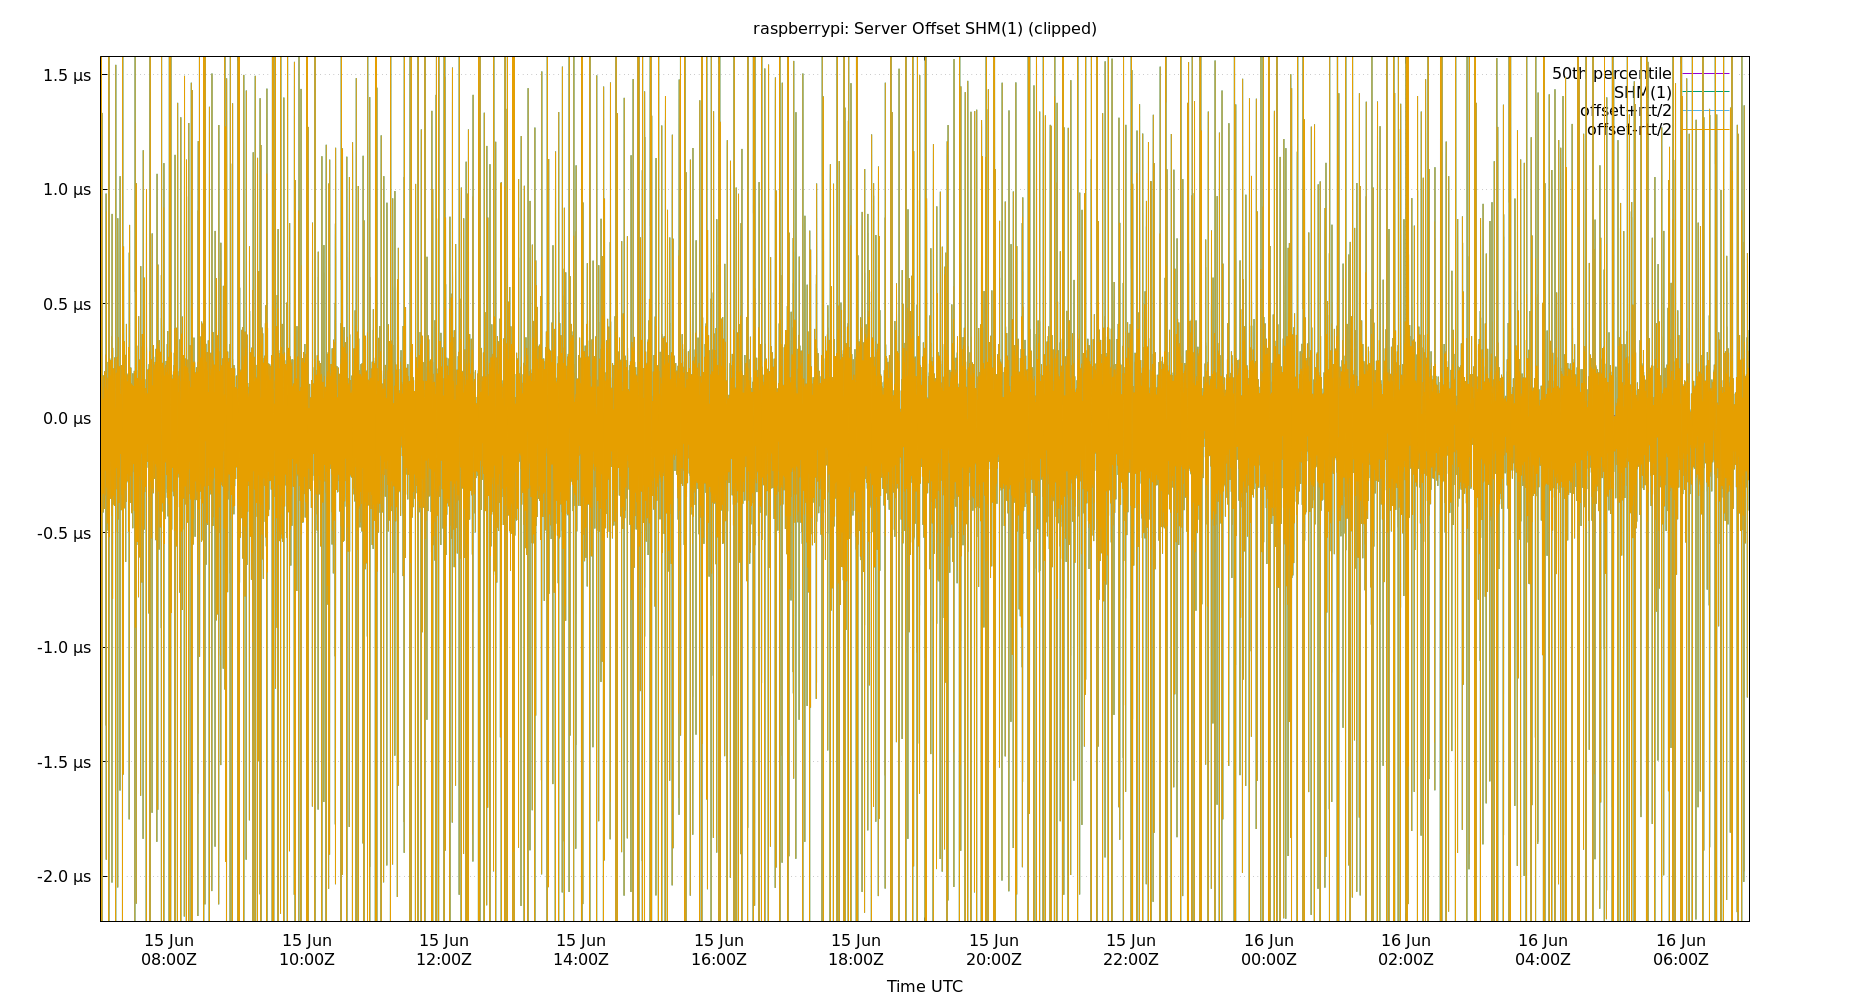 raspberrypi: Server Offset SHM(1) (clipped)
1.5 µs
1.0 µs
0.5 µs
0.0 µs
-0.5 µs
-1.0 µs
-1.5 µs
-2.0 µs
50th percentile
SHM(1)
offset+rtt/2
offset-rtt/2
15 Jun 15 Jun 15 Jun 15 Jun 15 Jun 15 Jun 15 Jun 15 Jun 16 Jun 16 Jun 16 Jun 16 Jun
08:00Z 10:00Z 12:00Z 14:00Z 16:00Z 18:00Z 20:00Z 22:00Z 00:00Z 02:00Z 04:00Z 06:00Z
Time UTC